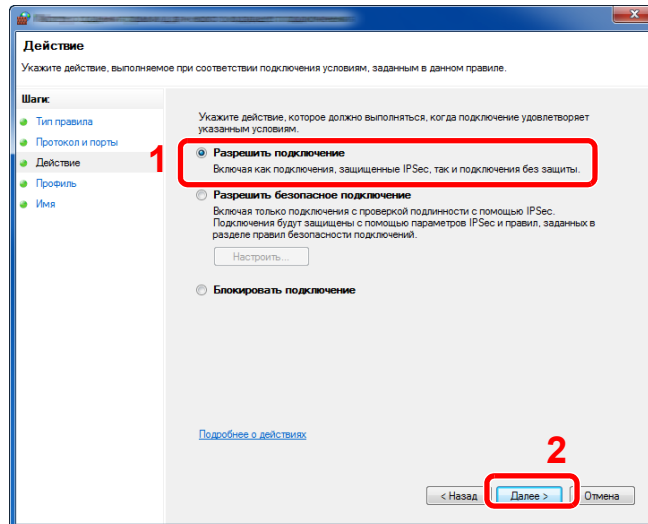 Действие
Укажите действие, выполняемое при соответствии подключения условиям, заданным в данном правиле.
Шаги:
Тип правила
Протокол и порты
Действие
Профиль
Имя
Укажите действие, которое должно выполняться, когда подключение удовлетворяет
указанным условиям.
1
Разрешить подключение
Включая как подключения, защищенные IPSec, так и подключения без защиты.
Разрешить безопасное подключение
Включая только подключения с проверкой подлинности с помощью IPSec.
Подключения будут защищены с помощью параметров IPSec и правил, заданных в
разделе правил безопасности подключений.
Настроить...
Блокировать подключение
Подробнее о действиях
2
< Назад
Далее >
Отмена